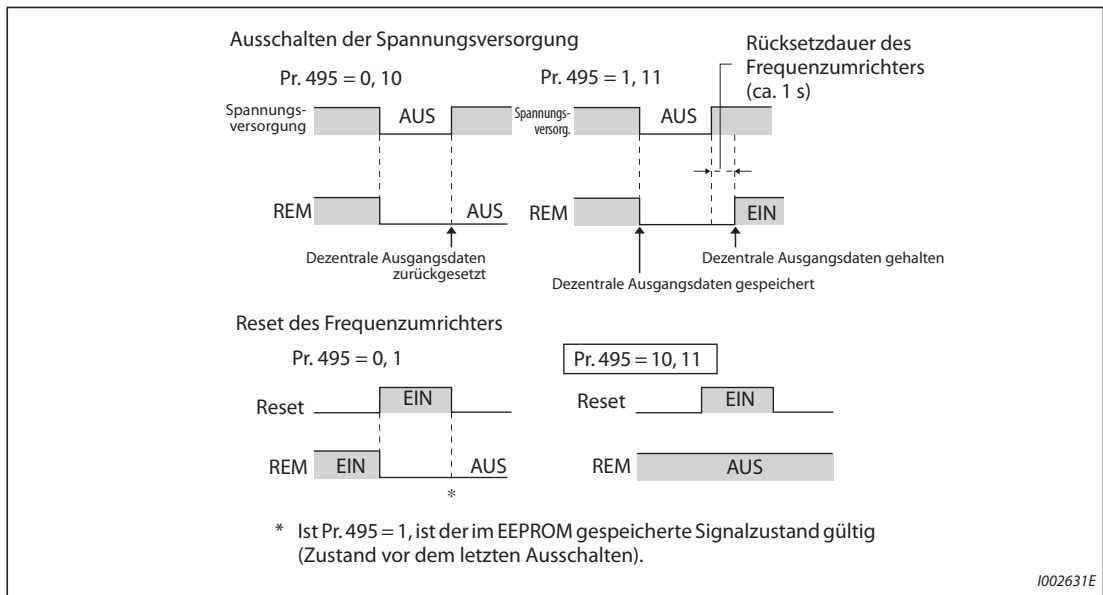 Ausschalten der Spannungsversorgung
Rücksetzdauer des
Frequenzumrichters
(ca. 1 s)
Pr. 495 = 0, 10
Pr. 495 = 1, 11
Spannungs-
versorgung
AUS
Spannungs-
versorg.
AUS
REM
AUS
REM
EIN
Dezentrale Ausgangsdaten
zurückgesetzt
Dezentrale Ausgangsdaten gehalten
Dezentrale Ausgangsdaten gespeichert
Reset des Frequenzumrichters
Pr. 495 = 0, 1
Pr. 495 = 10, 11
Reset
EIN
Reset
EIN
REM
EIN
AUS
REM
AUS
*
* Ist Pr. 495 = 1, ist der im EEPROM gespeicherte Signalzustand gültig
(Zustand vor dem letzten Ausschalten).
I002631E